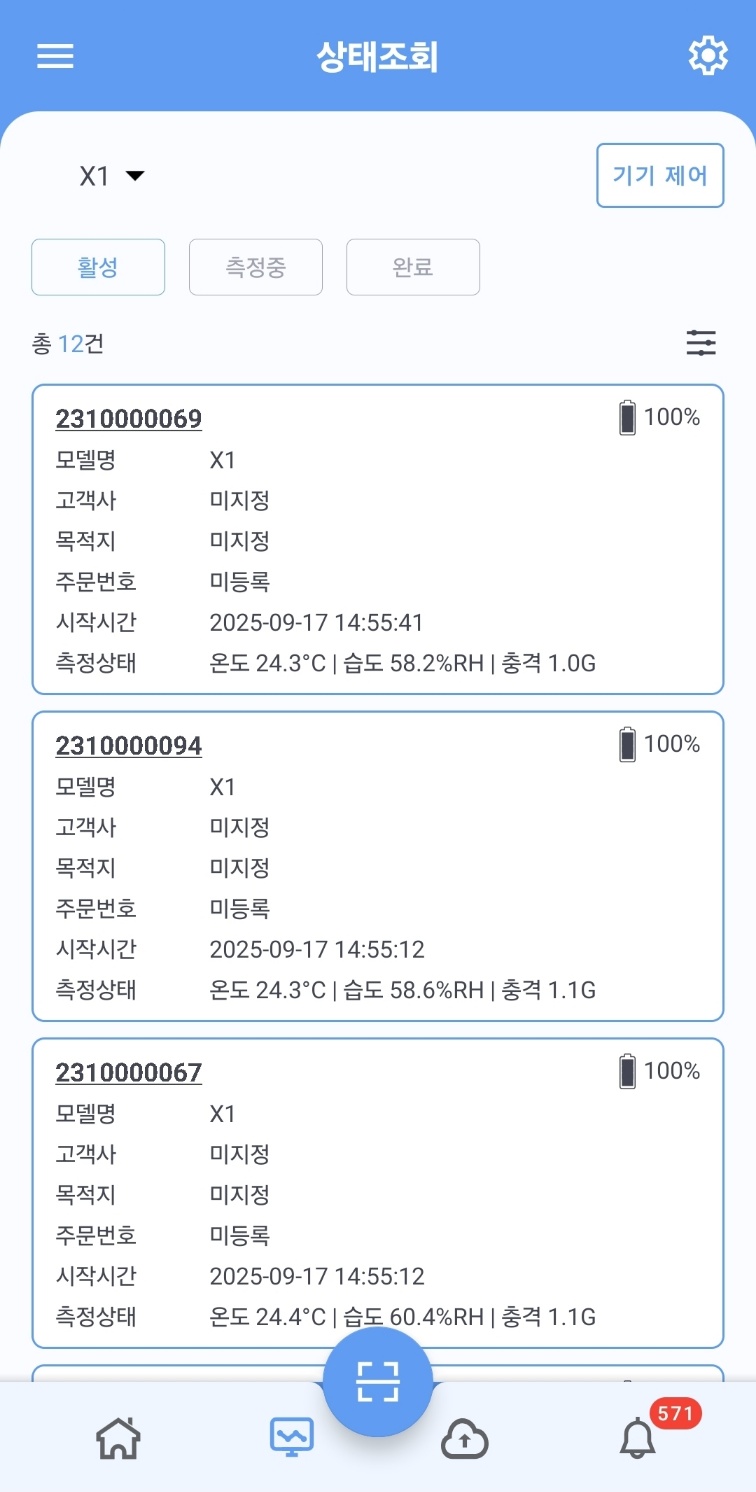 상태조회
X1
기기 제어
활성 측정중 완료
총 12건
2310000069 100%
모델명 X1
고객사 미지정
목적지 미지정
주문번호 미등록
시작시간 2025-09-17 14:55:41
측정상태 온도 24.3°C | 습도 58.2%RH | 충격 1.0G
2310000094 100%
모델명 X1
고객사 미지정
목적지 미지정
주문번호 미등록
시작시간 2025-09-17 14:55:12
측정상태 온도 24.3°C | 습도 58.6%RH | 충격 1.1G
2310000067 100%
모델명 X1
고객사 미지정
목적지 미지정
주문번호 미등록
시작시간 2025-09-17 14:55:12
측정상태 온도 24.4°C | 습도 60.4%RH | 충격 1.1G
571